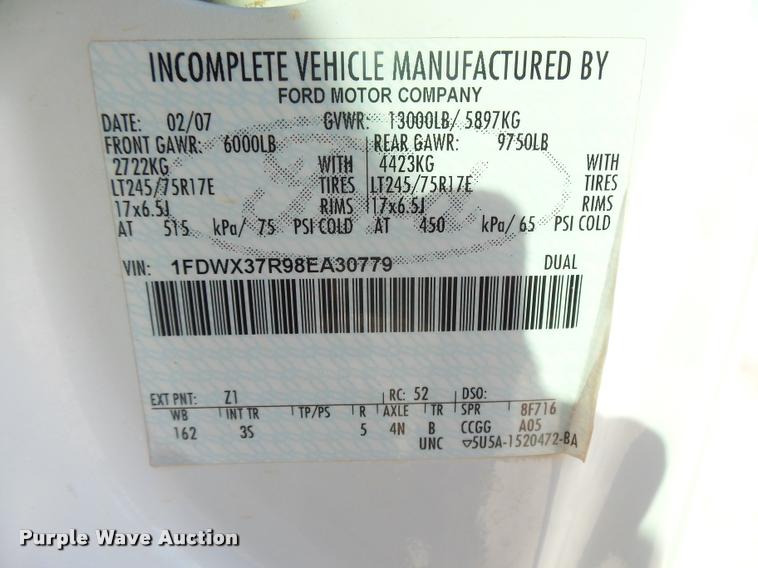 INCOMPLETE VEHICLE MANUFACTURED BY
FORD MOTOR COMPANY
DATE: 02/07 GVWR: 13000LB/ 5897KG
FRONT GAWR: 6000LB REAR GAWR: 9750LB
2722KG WITH 4423KG WITH
LT245/75R17E TIRES LT245/75R17E TIRES
17x6.5J RIMS 17x6.5J RIMS
AT 515 kPa/ 75 PSI COLD AT 450 kPa/ 65 PSI COLD
VIN: 1FDWX37R98EA30779 DUAL
EXT PNT: Z1 RC: 52 DSO:
WB INT TR TP/PS R AXLE TR SPR 8F716
162 3S 5 4N B CCGG A05
UNC ▽5U5A-1520472-BA
Purple Wave Auction